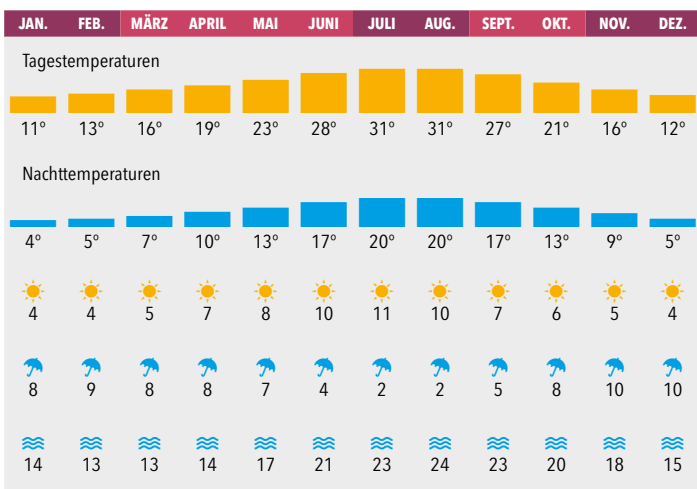 JAN. FEB. MÄRZ APRIL MAI JUNI JULI AUG. SEPT. OKT. NOV. DEZ.
Tagestemperaturen
11° 13° 16° 19° 23° 28° 31° 31° 27° 21° 16° 12°
Nachttemperaturen
4° 5° 7° 10° 13° 17° 20° 20° 17° 13° 9° 5°
4 4 5 7 8 10 11 10 7 6 5 4
8 9 8 8 7 4 2 2 5 8 10 10
14 13 13 14 17 21 23 24 23 20 18 15